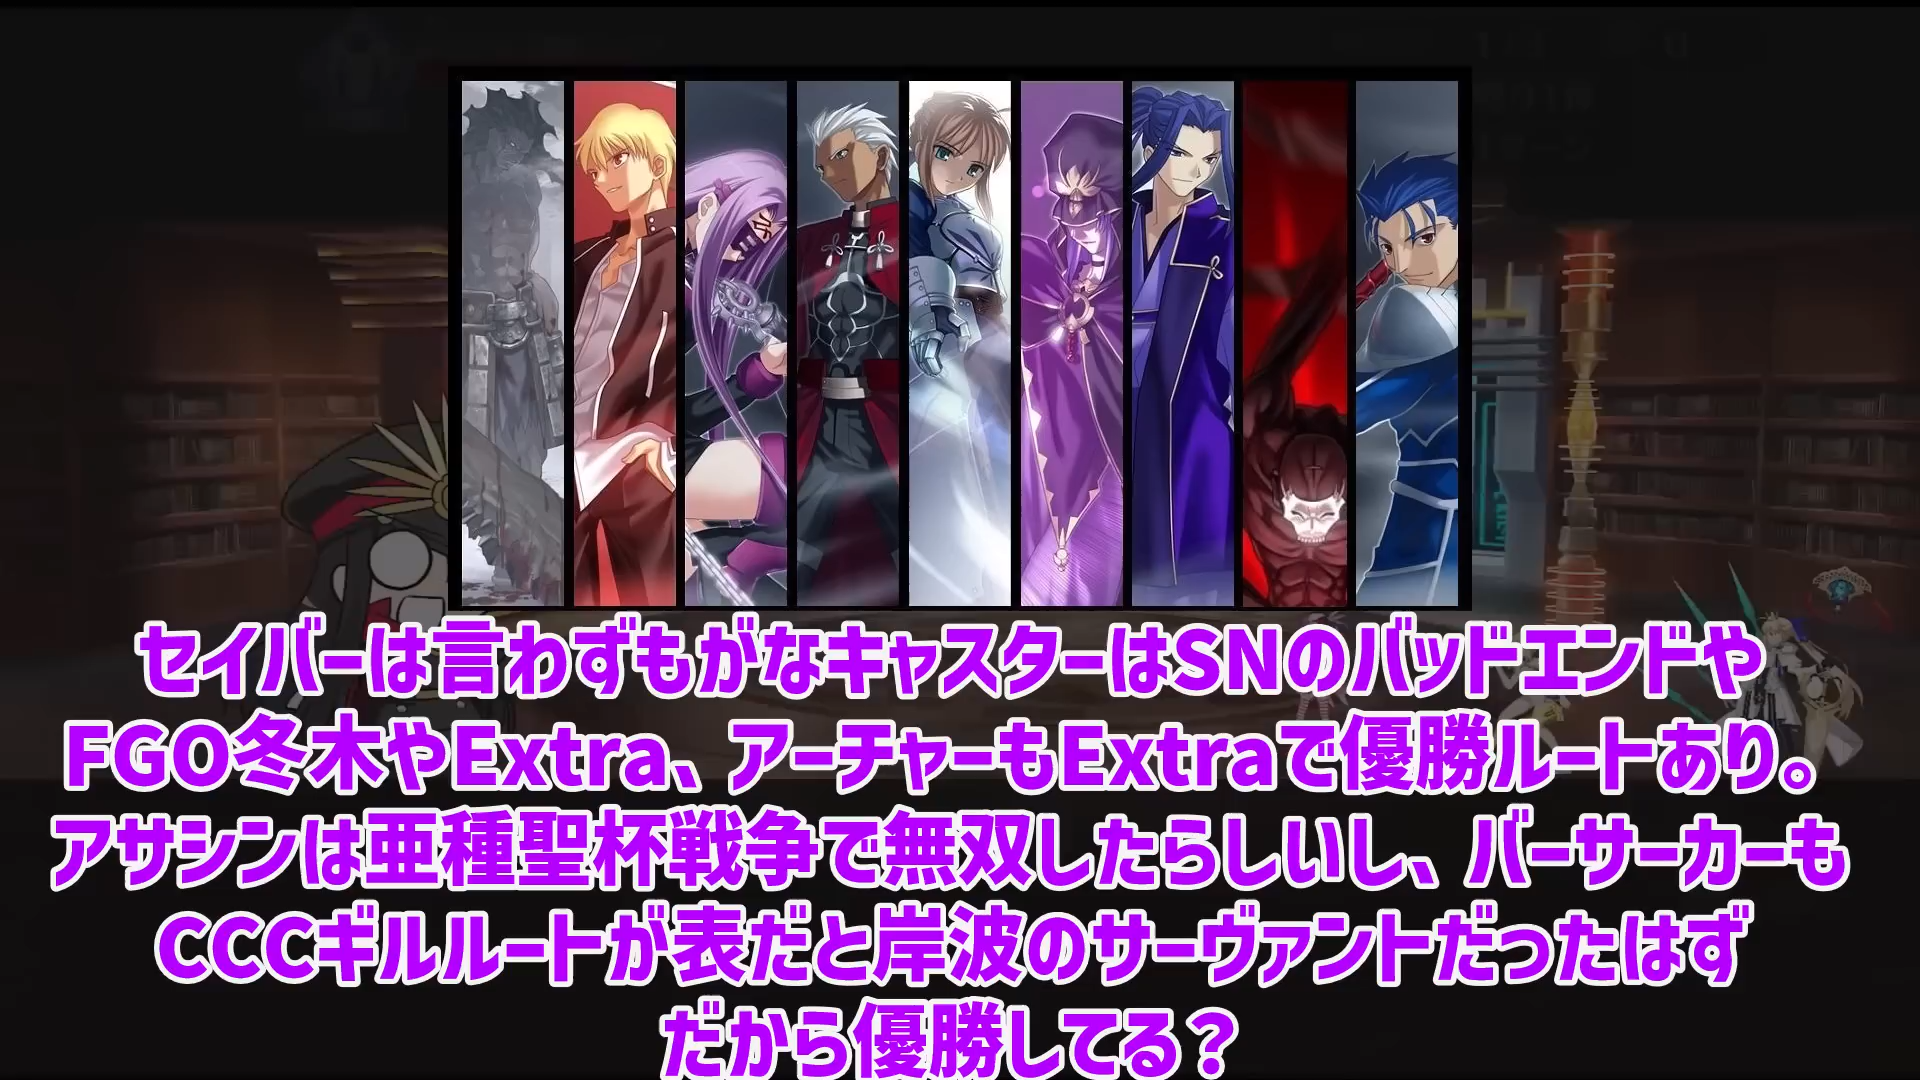 セイバーは言わずもがなキャスターはSNのバッドエンドや
FGO冬木やExtra、アーチャーもExtraで優勝ルートあり。
アサシンは亜種聖杯戦争で無双したらしいし、バーサーカーも
CCCギルルートが表だと岸波のサーヴァントだったはず
だから優勝してる？